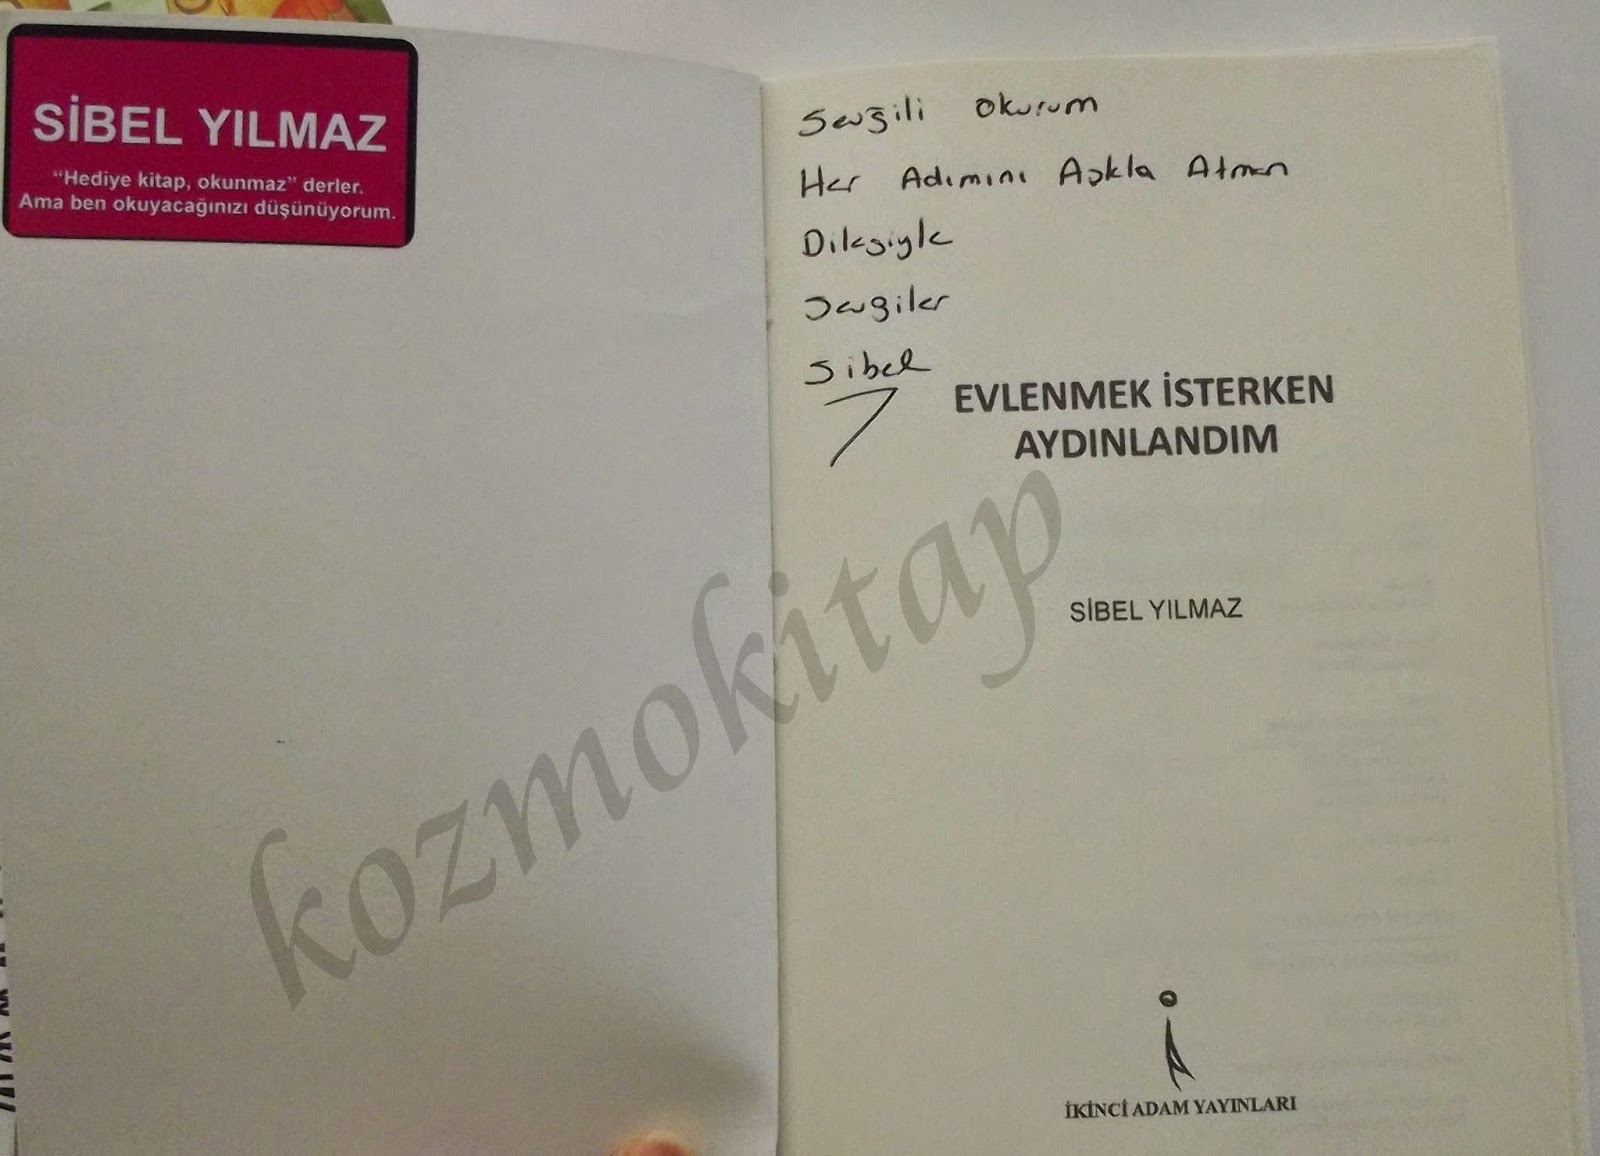 SİBEL YILMAZ
“Hediye kitap, okunmaz” derler.
Ama ben okuyacağınızı düşünüyorum.
Sevgili Okurum
Her Adımını Aşkla Atman
Dileğiyle
Sevgiler
Sibel
EVLENMEK İSTERKEN
AYDINLANDIM
SİBEL YILMAZ
kozmokitap
İKİNCİ ADAM YAYINLARI